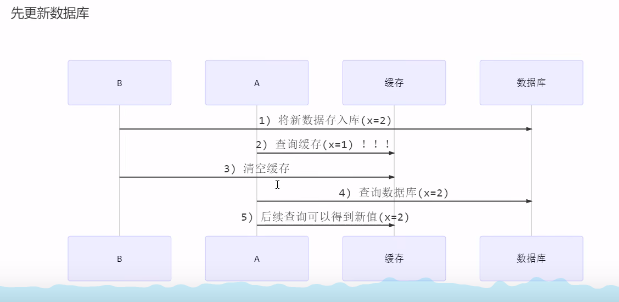 先更新数据库
B A 缓存 数据库
1) 将新数据存入库(x=2)
2) 查询缓存(x=1) ！！！
3) 清空缓存
4) 查询数据库(x=2)
5) 后续查询可以得到新值(x=2)
B A 缓存 数据库